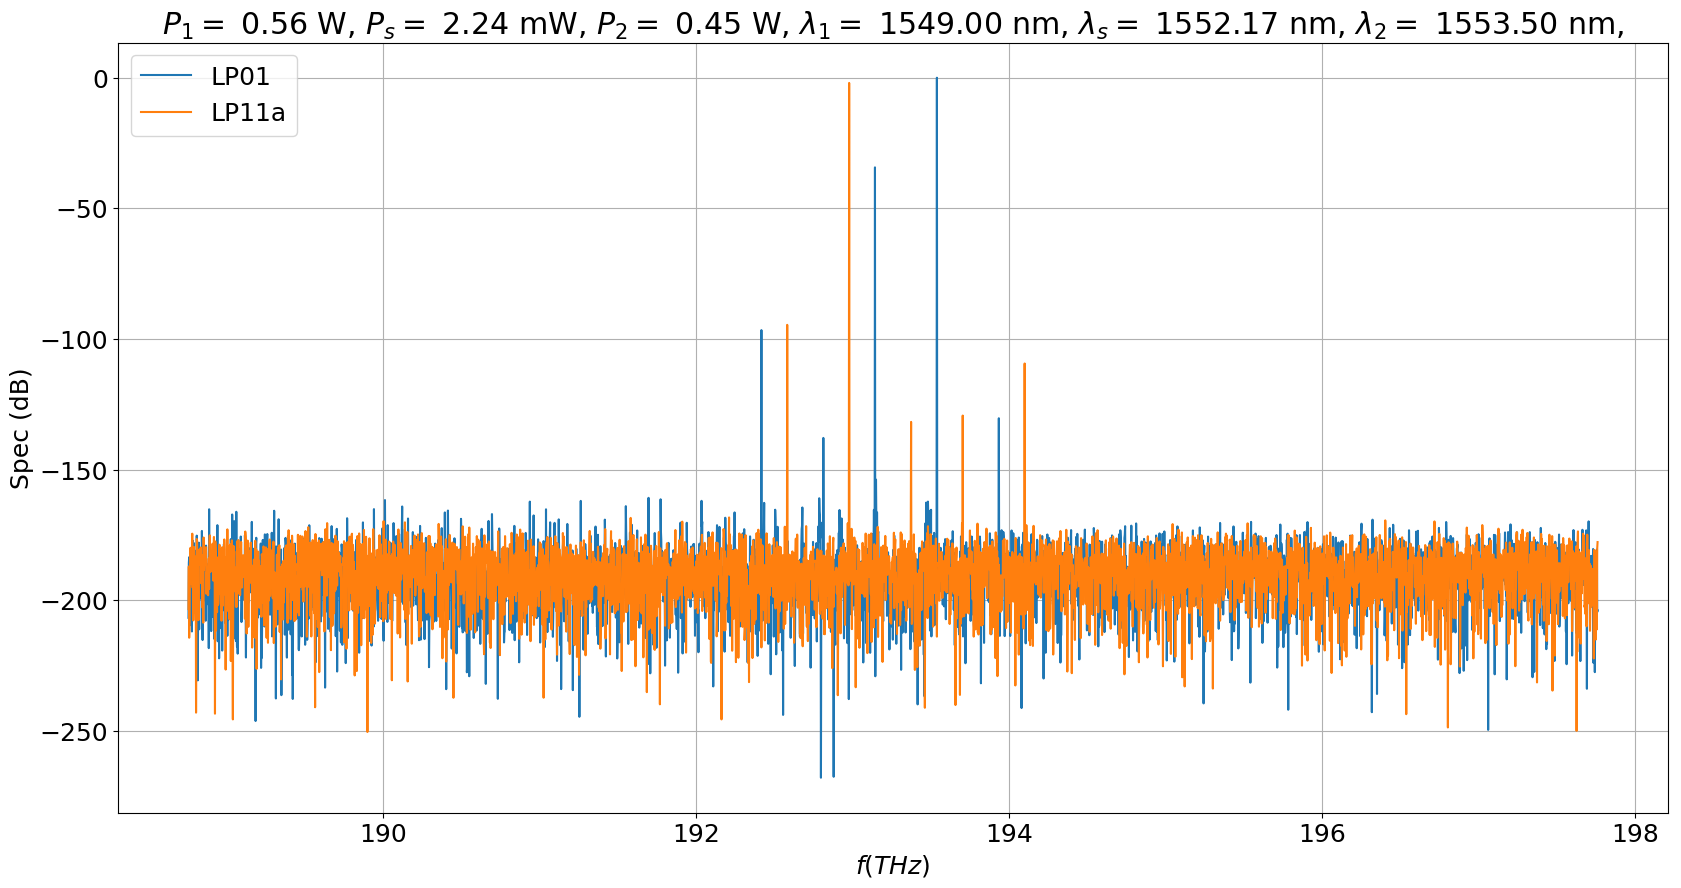 P₁ = 0.56 W, Pₛ = 2.24 mW, P₂ = 0.45 W, λ₁ = 1549.00 nm, λₛ = 1552.17 nm, λ₂ = 1553.50 nm,
LP01
LP11a
0
−50
−100
−150
−200
−250
Spec (dB)
190 192 194 196 198
f(THz)